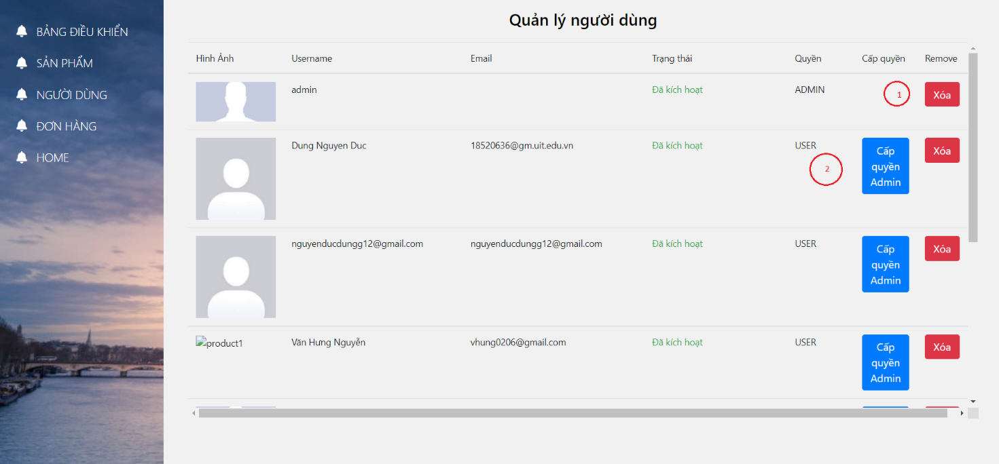 BẢNG ĐIỀU KHIỂN
SẢN PHẨM
NGƯỜI DÙNG
ĐƠN HÀNG
HOME
Quản lý người dùng
Hình Ảnh Username Email Trạng thái Quyền Cấp quyền Remove
admin Đã kích hoạt ADMIN 1 Xóa
Dung Nguyen Duc 18520636@gm.uit.edu.vn Đã kích hoạt USER Cấp Xóa
quyền
2
Admin
nguyenducdungg12@gmail.com nguyenducdungg12@gmail.com Đã kích hoạt USER Cấp Xóa
quyền
Admin
product1 Văn Hưng Nguyễn vhung0206@gmail.com Đã kích hoạt USER Cấp Xóa
quyền
Admin